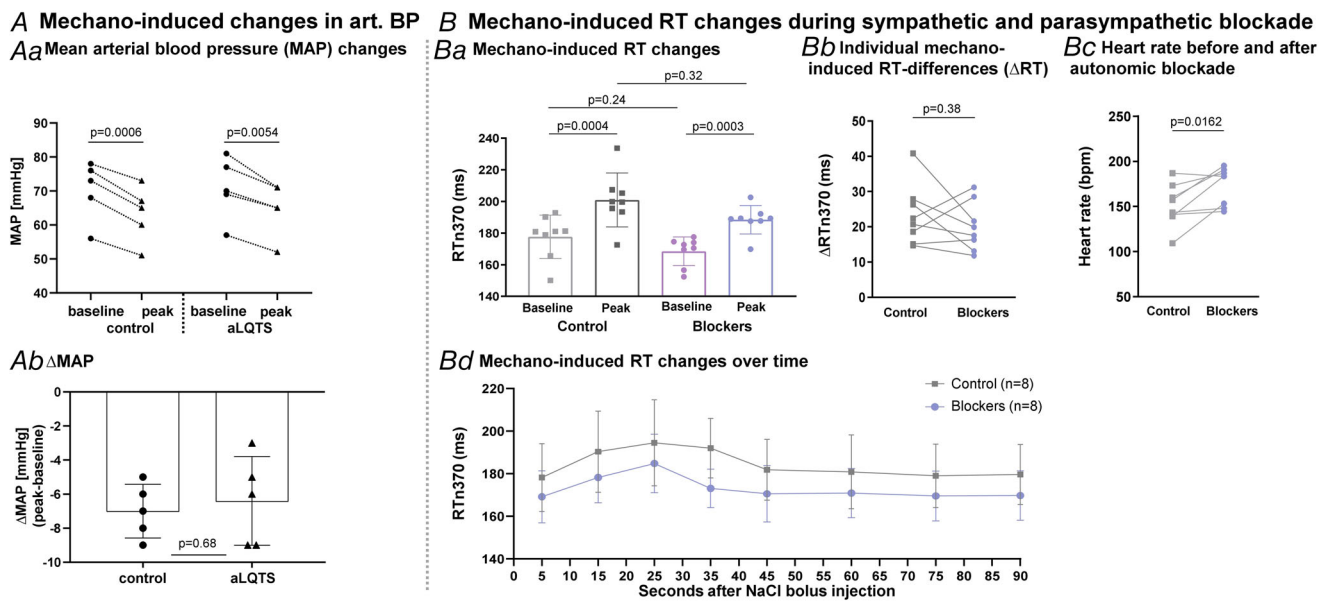 A Mechano-induced changes in art. BP
Aa Mean arterial blood pressure (MAP) changes
MAP [mmHg]
90
80
70
60
50
40
p=0.0006
p=0.0054
baseline peak baseline peak
control aLQTS
Ab ΔMAP
ΔMAP [mmHg]
(peak-baseline)
0
-2
-4
-6
-8
-10
p=0.68
control aLQTS
B Mechano-induced RT changes during sympathetic and parasympathetic blockade
Ba Mechano-induced RT changes
RTn370 (ms)
240
220
200
180
160
140
p=0.32
p=0.24
p=0.0004
p=0.0003
Baseline Peak Baseline Peak
Control Blockers
Bb Individual mechano-
induced RT-differences (ΔRT)
ΔRTn370 (ms)
50
40
30
20
10
0
p=0.38
Control Blockers
Bc Heart rate before and after
autonomic blockade
Heart rate (bpm)
250
200
150
100
50
p=0.0162
Control Blockers
Bd Mechano-induced RT changes over time
RTn370 (ms)
220
200
180
160
140
Control (n=8)
Blockers (n=8)
0 5 10 15 20 25 30 35 40 45 50 55 60 65 70 75 80 85 90
Seconds after NaCl bolus injection